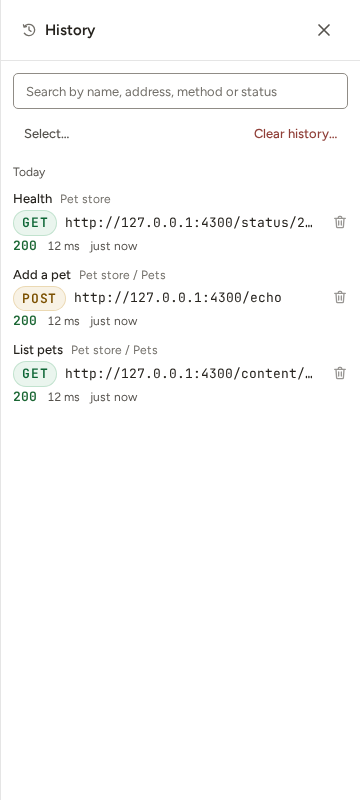 History
Search by name, address, method or status
Select...
Clear history...
Today
Health Pet store
GET http://127.0.0.1:4300/status/2…
200 12 ms just now
Add a pet Pet store / Pets
POST http://127.0.0.1:4300/echo
200 12 ms just now
List pets Pet store / Pets
GET http://127.0.0.1:4300/content/…
200 12 ms just now